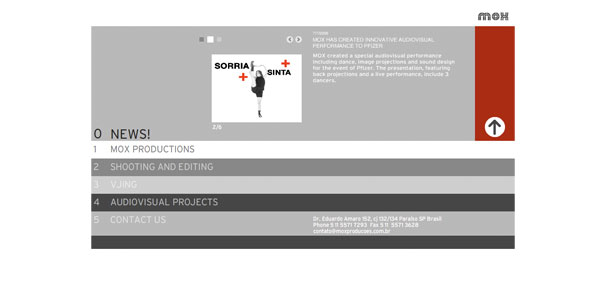 MOX
MOX HAS CREATED INNOVATIVE AUDIOVISUAL
PERFORMANCE TO PFIZER
MOX created a special audiovisual performance
including dance, image projections and sound design
for the event of Pfizer. The presentation, featuring
back projections and a live performance, include 3
dancers.
SORRIA
SINTA
2/6
0 NEWS!
1 MOX PRODUCTIONS
2 SHOOTING AND EDITING
3 VJING
4 AUDIOVISUAL PROJECTS
5 CONTACT US
Dr. Eduardo Amaro 152, cj 132/134 Paraíso SP Brasil
Phone 11 5571 7293 Fax 5 11 5571 3628
contato@moxproducoes.com.br